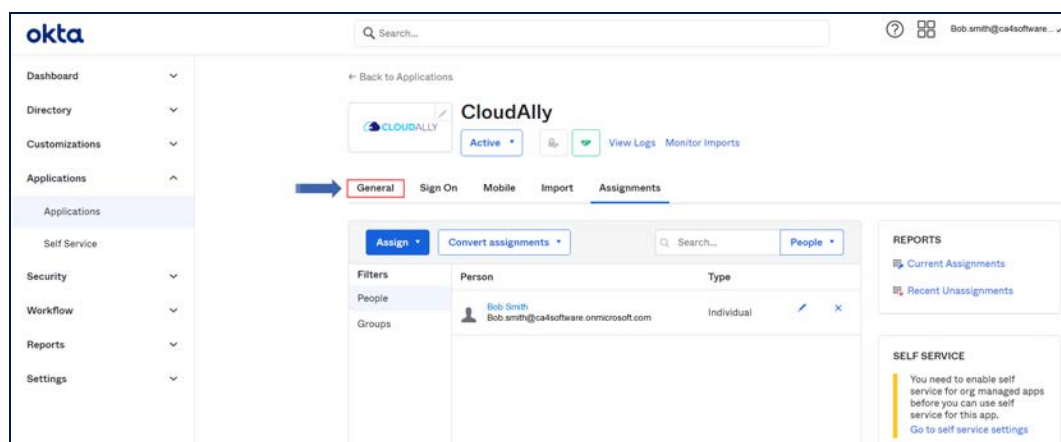 okta
Search...
Bob.smith@ca4software...
Dashboard
Directory
Customizations
Applications
Applications
Self Service
Security
Workflow
Reports
Settings
← Back to Applications
CLOUDALLY
CloudAlly
Active
View Logs Monitor Imports
General Sign On Mobile Import Assignments
Assign Convert assignments Search... People
Filters Person Type
People
Groups
Bob Smith
Bob.smith@ca4software.onmicrosoft.com
Individual
REPORTS
Current Assignments
Recent Unassignments
SELF SERVICE
You need to enable self
service for org managed apps
before you can use self
service for this app.
Go to self service settings